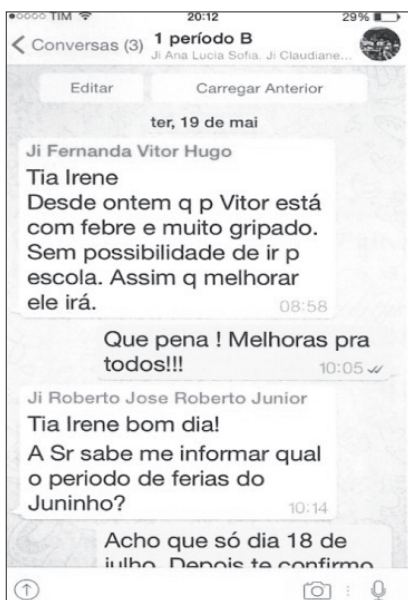 TIM 20:12 29%
Conversas (3) 1 período B
Ji Ana Lucia Sofia, Ji Claudiane...
Editar Carregar Anterior
ter, 19 de mai
Ji Fernanda Vitor Hugo
Tia Irene
Desde ontem q p Vitor está
com febre e muito gripado.
Sem possibilidade de ir p
escola. Assim q melhorar
ele irá.
08:58
Que pena ! Melhoras pra
todos!!!
10:05
Ji Roberto Jose Roberto Junior
Tia Irene bom dia!
A Sr sabe me informar qual
o periodo de ferias do
Juninho?
10:14
Acho que só dia 18 de
julho. Depois te confirmo